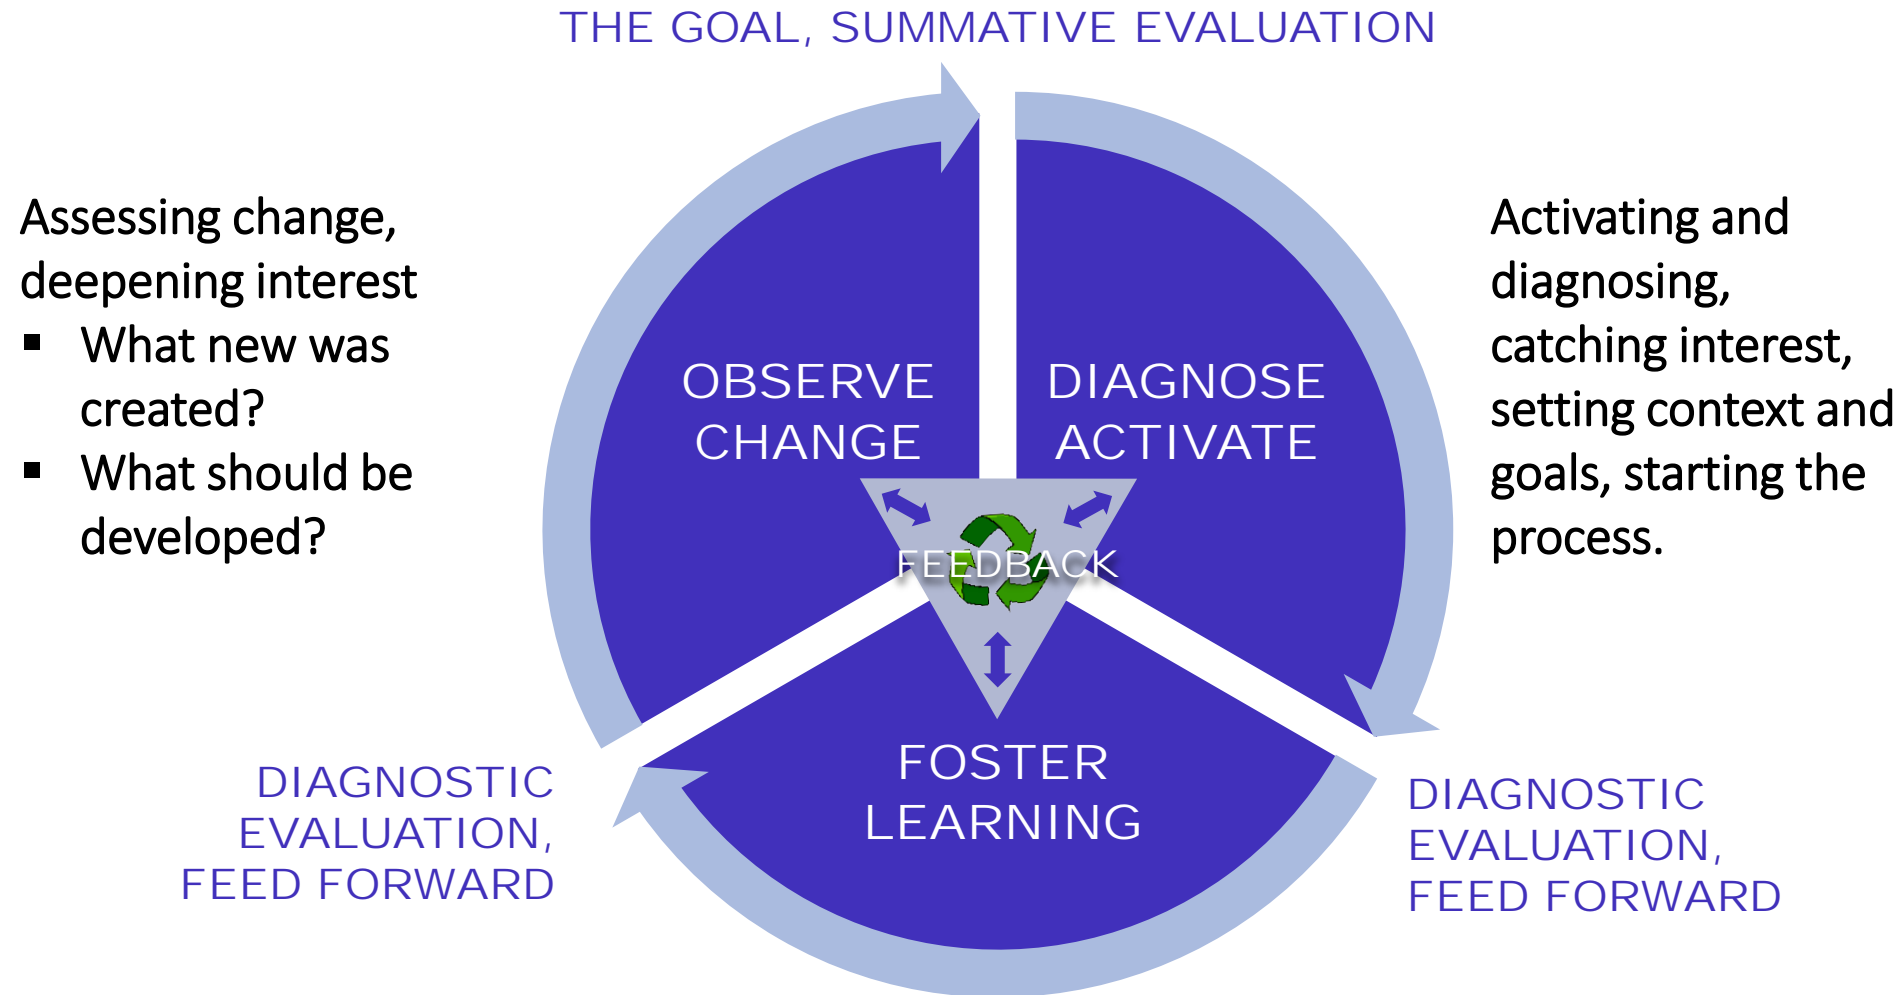 THE GOAL, SUMMATIVE EVALUATION
Assessing change,
deepening interest
▪ What new was
created?
▪ What should be
developed?
OBSERVE
CHANGE
DIAGNOSE
ACTIVATE
Activating and
diagnosing,
catching interest,
setting context and
goals, starting the
process.
FEEDBACK
FOSTER
LEARNING
DIAGNOSTIC
EVALUATION,
FEED FORWARD
DIAGNOSTIC
EVALUATION,
FEED FORWARD